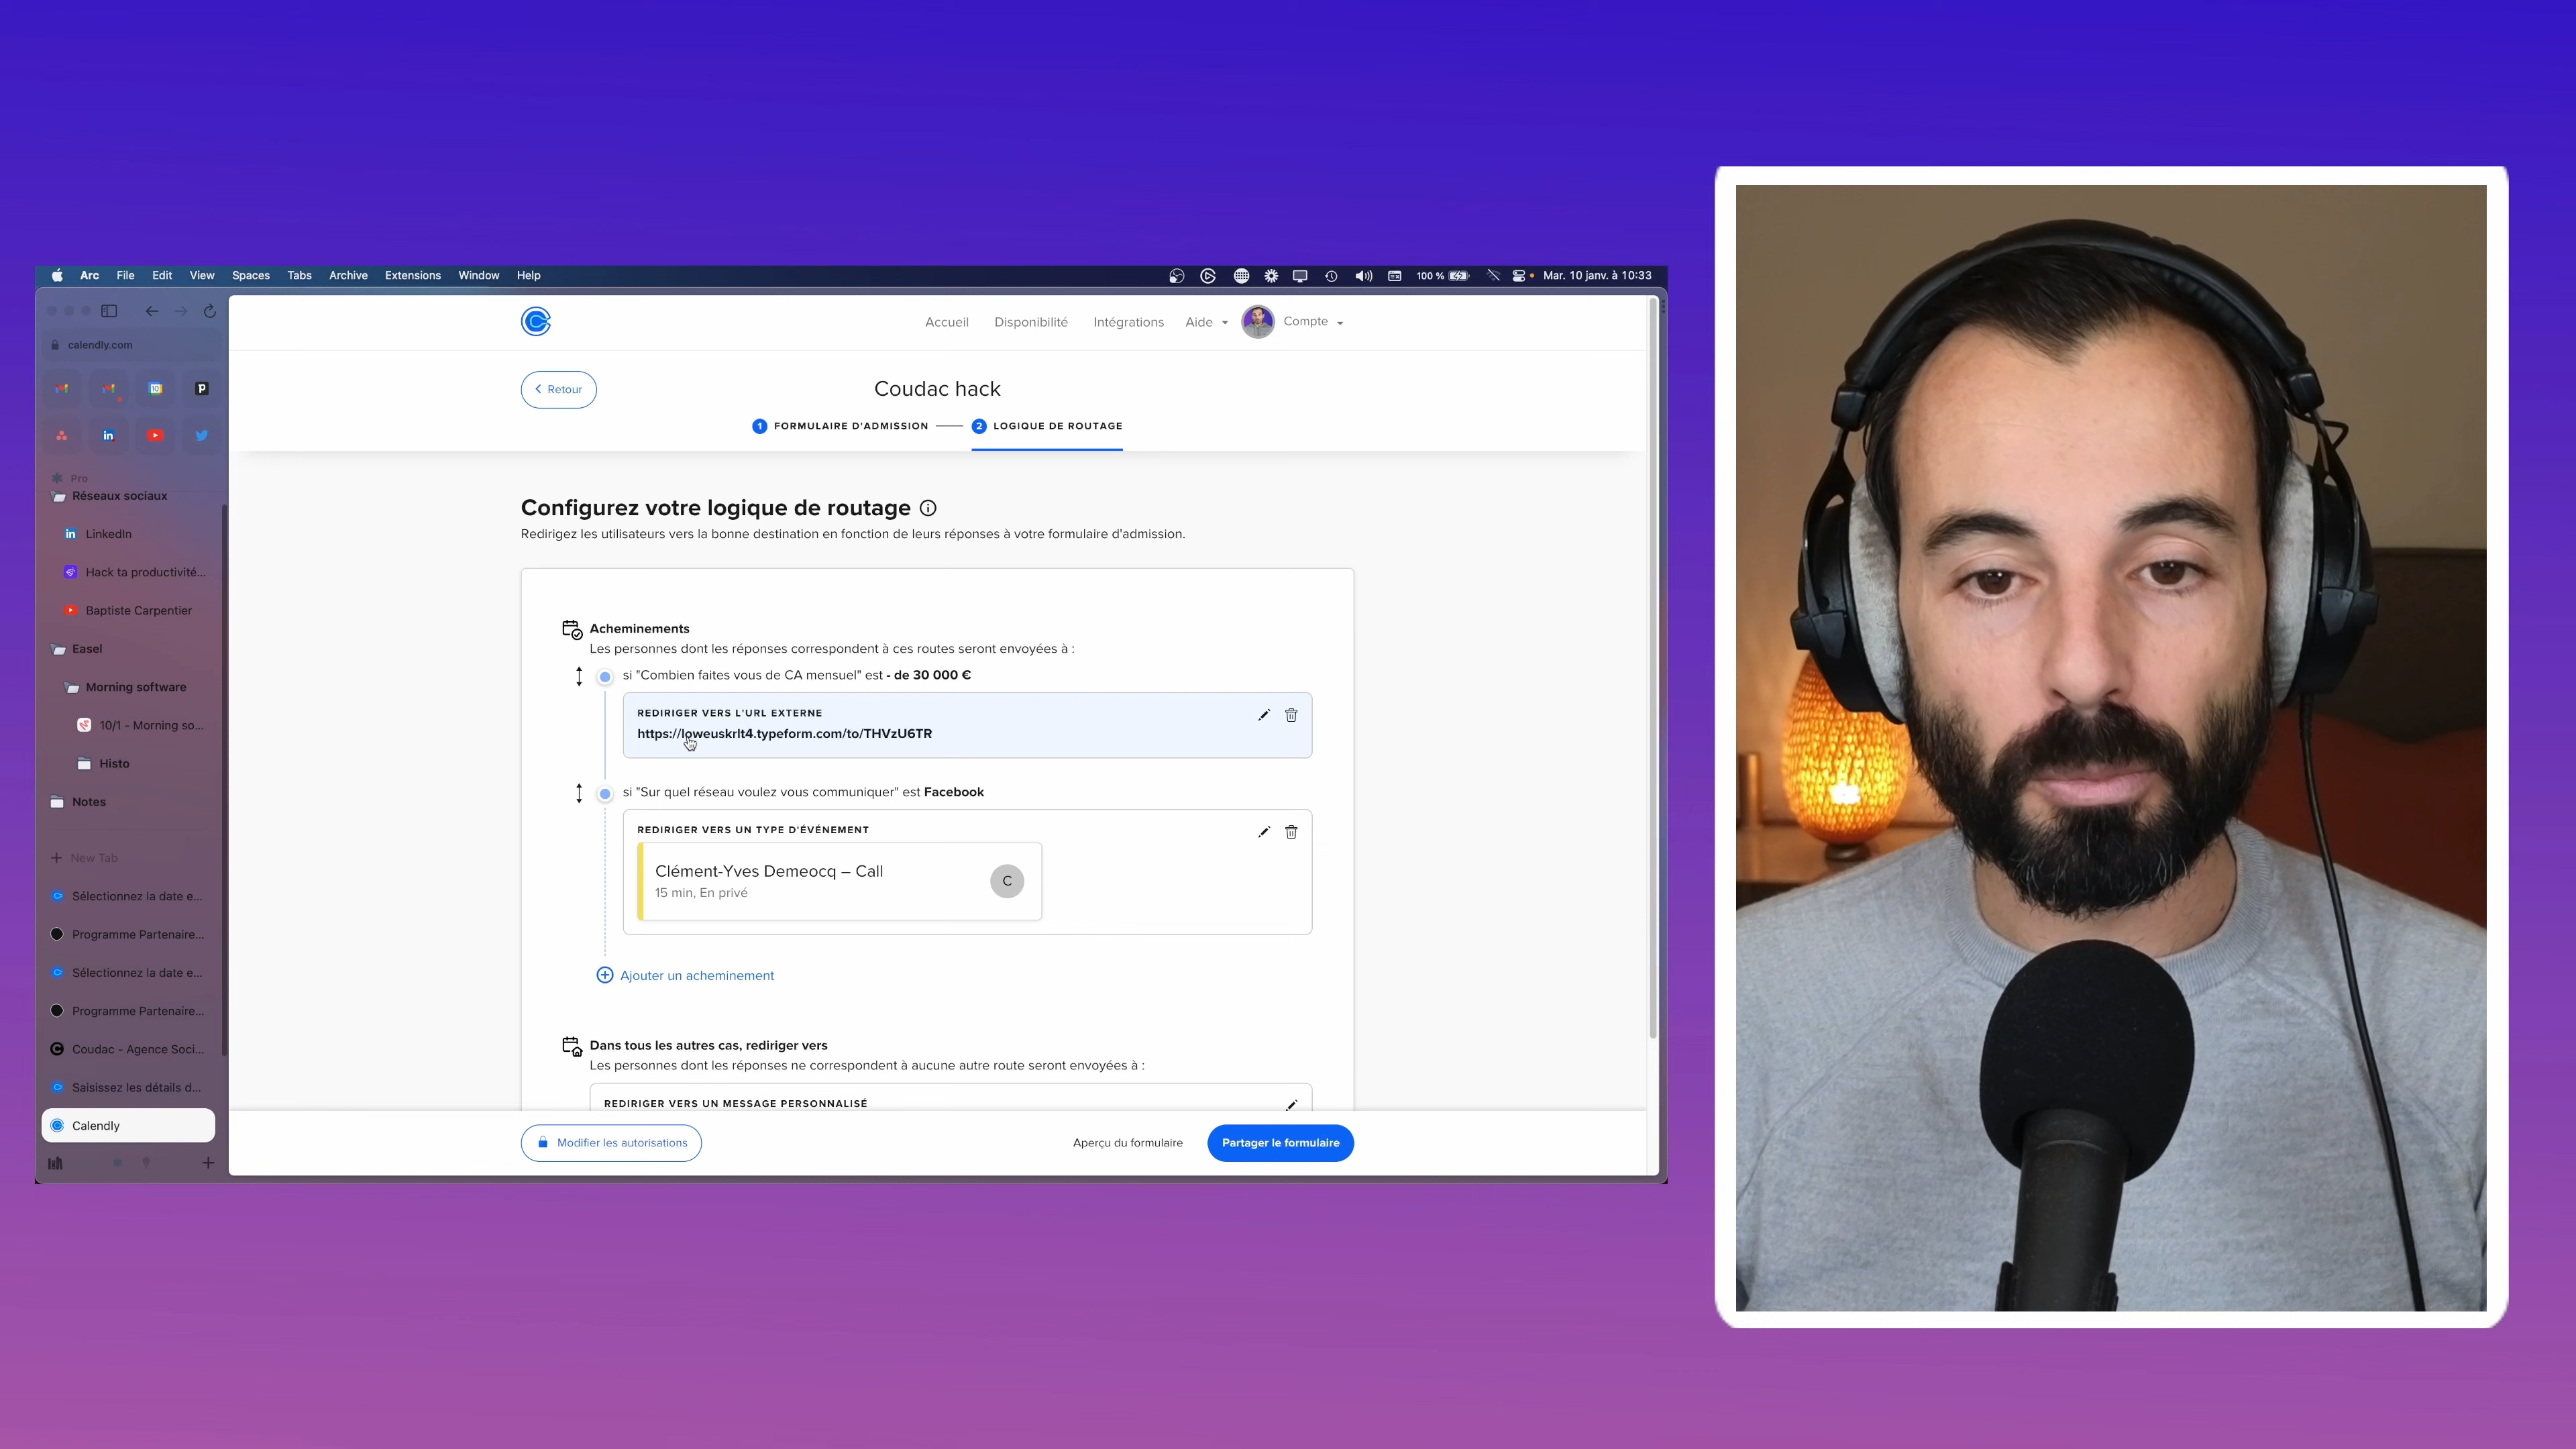 Arc File Edit View Spaces Tabs Archive Extensions Window Help
100 % Mar. 10 janv. à 10:33
calendly.com
Pro
Réseaux sociaux
LinkedIn
Hack ta productivité...
Baptiste Carpentier
Easel
Morning software
10/1 - Morning so...
Histo
Notes
New Tab
Sélectionnez la date e...
Programme Partenaire...
Sélectionnez la date e...
Programme Partenaire...
Coudac - Agence Soci...
Saisissez les détails d...
Calendly
Accueil Disponibilité Intégrations Aide Compte
Retour
Coudac hack
1 FORMULAIRE D'ADMISSION 2 LOGIQUE DE ROUTAGE
Configurez votre logique de routage
Redirigez les utilisateurs vers la bonne destination en fonction de leurs réponses à votre formulaire d'admission.
Acheminements
Les personnes dont les réponses correspondent à ces routes seront envoyées à :
si "Combien faites vous de CA mensuel" est - de 30 000 €
REDIRIGER VERS L'URL EXTERNE
https://loweuskrlt4.typeform.com/to/THVzU6TR
si "Sur quel réseau voulez vous communiquer" est Facebook
REDIRIGER VERS UN TYPE D'ÉVÉNEMENT
Clément-Yves Demeocq – Call
C
15 min, En privé
Ajouter un acheminement
Dans tous les autres cas, rediriger vers
Les personnes dont les réponses ne correspondent à aucune autre route seront envoyées à :
REDIRIGER VERS UN MESSAGE PERSONNALISÉ
Modifier les autorisations
Aperçu du formulaire
Partager le formulaire